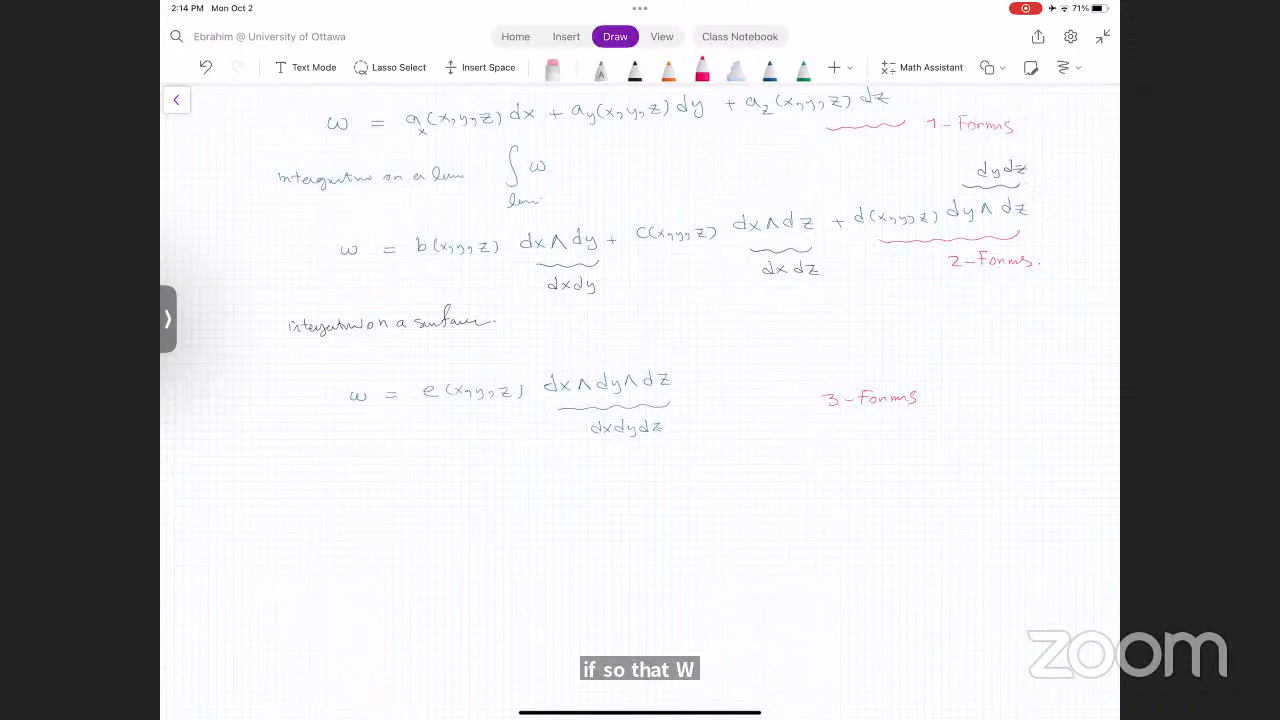 2:14 PM Mon Oct 2
71%
Ebrahim @ University of Ottawa
Home Insert Draw View Class Notebook
Text Mode Lasso Select Insert Space A Math Assistant
ω = aₓ(x,y,z) dx + a_y(x,y,z) dy + a_z(x,y,z) dz
1-Forms
integration on a line ∫ ω
line
dydz
ω = b(x,y,z) dx∧dy + c(x,y,z) dx∧dz + d(x,y,z) dy∧dz
dxdy dxdz 2-Forms.
integration on a surface.
ω = e(x,y,z) dx∧dy∧dz 3-Forms
dxdydz
zoom
if so that W